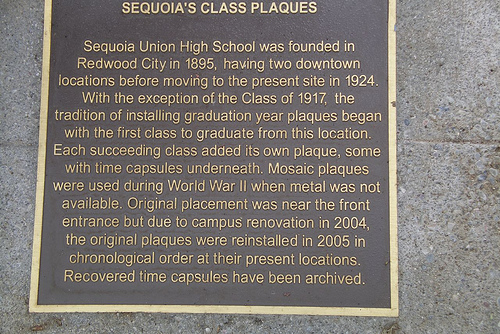 SEQUOIA'S CLASS PLAQUES
Sequoia Union High School was founded in
Redwood City in 1895, having two downtown
locations before moving to the present site in 1924.
With the exception of the Class of 1917, the
tradition of installing graduation year plaques began
with the first class to graduate from this location.
Each succeeding class added its own plaque, some
with time capsules underneath. Mosaic plaques
were used during World War II when metal was not
available. Original placement was near the front
entrance but due to campus renovation in 2004,
the original plaques were reinstalled in 2005 in
chronological order at their present locations.
Recovered time capsules have been archived.